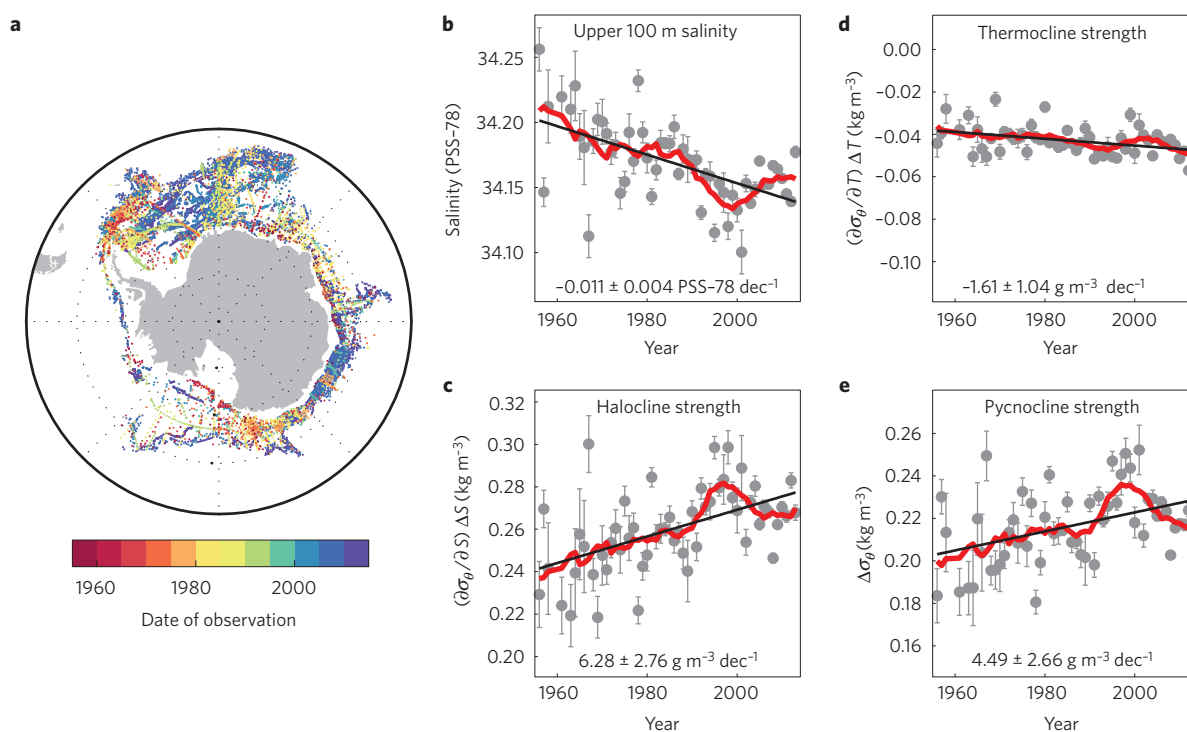 a
1960 1980 2000
Date of observation
b
Upper 100 m salinity
34.25
34.20
34.15
34.10
Salinity (PSS–78)
–0.011 ± 0.004 PSS–78 dec⁻¹
1960 1980 2000
Year
c
Halocline strength
0.32
0.30
0.28
0.26
0.24
0.22
0.20
(∂σθ/∂S) ΔS (kg m⁻³)
6.28 ± 2.76 g m⁻³ dec⁻¹
1960 1980 2000
Year
d
Thermocline strength
0.00
–0.02
–0.04
–0.06
–0.08
–0.10
(∂σθ/∂T) ΔT (kg m⁻³)
–1.61 ± 1.04 g m⁻³ dec⁻¹
1960 1980 2000
Year
e
Pycnocline strength
0.26
0.24
0.22
0.20
0.18
0.16
Δσθ (kg m⁻³)
4.49 ± 2.66 g m⁻³ dec⁻¹
1960 1980 2000
Year